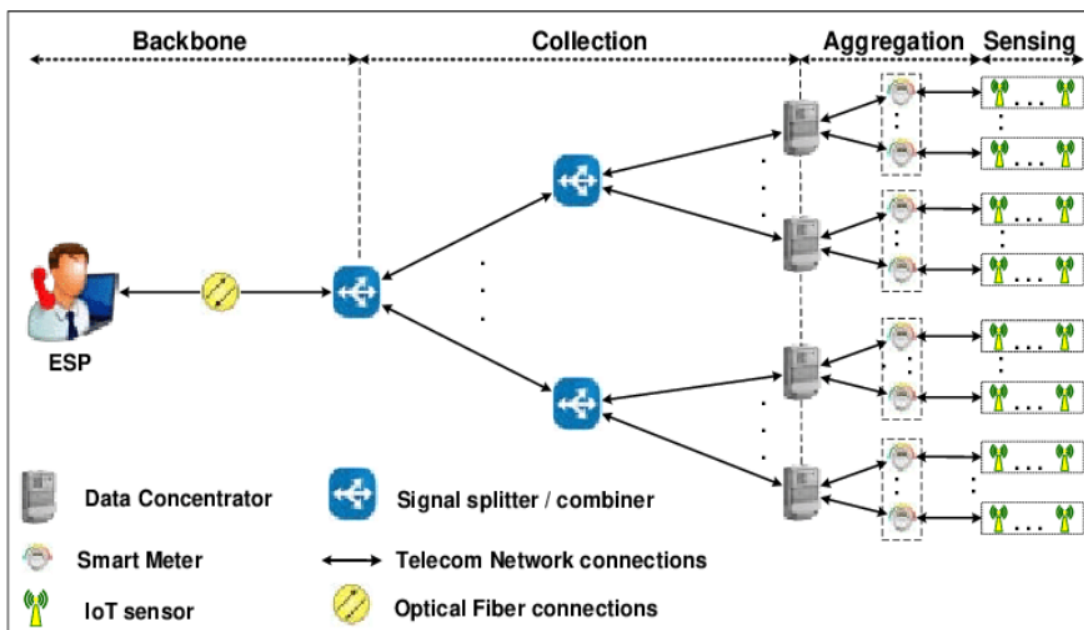 Backbone Collection Aggregation Sensing
ESP
Data Concentrator
Signal splitter / combiner
Smart Meter
Telecom Network connections
IoT sensor
Optical Fiber connections